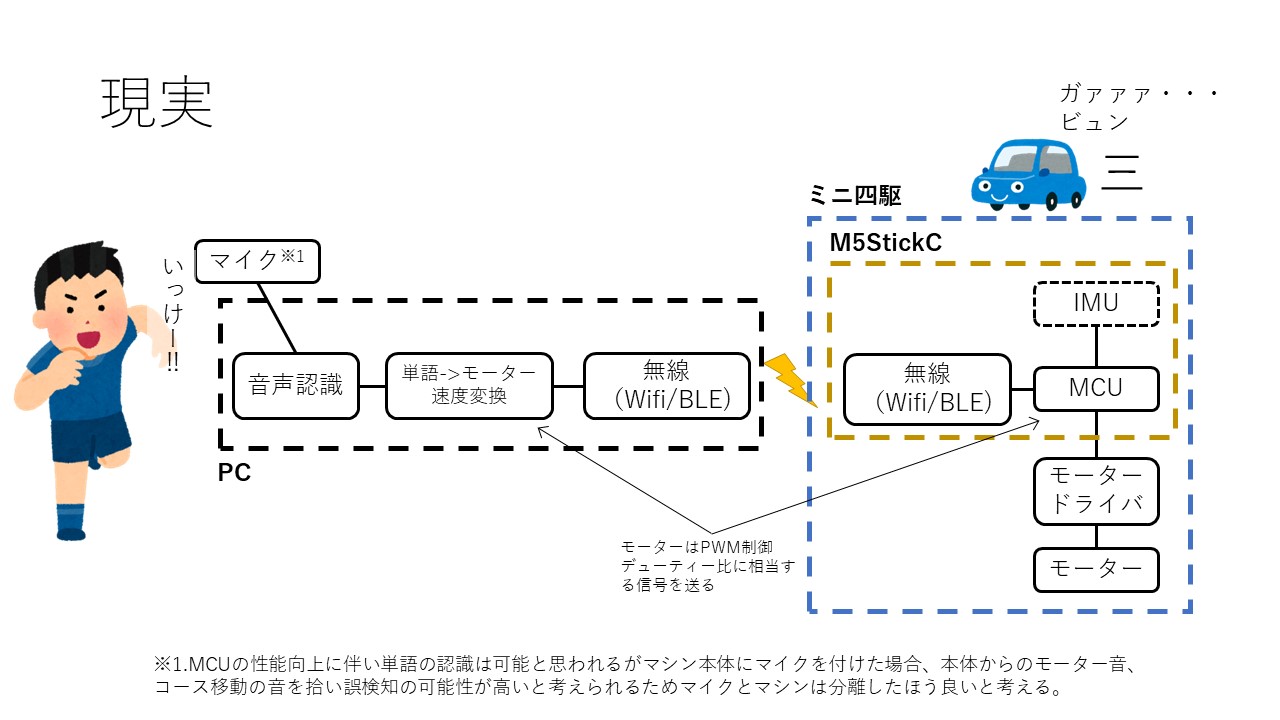 現実
ガァァァ・・・
ビュン
三
ミニ四駆
M5StickC
マイク※1
いっけー!!
IMU
音声認識
単語->モーター
速度変換
無線
（Wifi/BLE)
無線
（Wifi/BLE)
MCU
PC
モーター
ドライバ
モーターはPWM制御
デューティー比に相当す
る信号を送る
モーター
※1.MCUの性能向上に伴い単語の認識は可能と思われるがマシン本体にマイクを付けた場合、本体からのモーター音、
コース移動の音を拾い誤検知の可能性が高いと考えられるためマイクとマシンは分離したほう良いと考える。